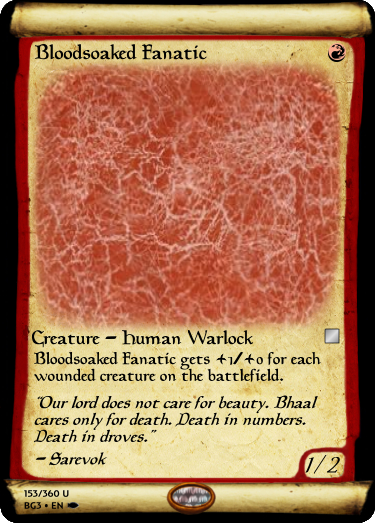 Bloodsoaked Fanatic
Creature – Human Warlock
Bloodsoaked Fanatic gets +1/+0 for each
wounded creature on the battlefield.
"Our lord does not care for beauty. Bhaal
cares only for death. Death in numbers.
Death in droves."
– Sarevok
1/2
153/360 U
BG3 • EN